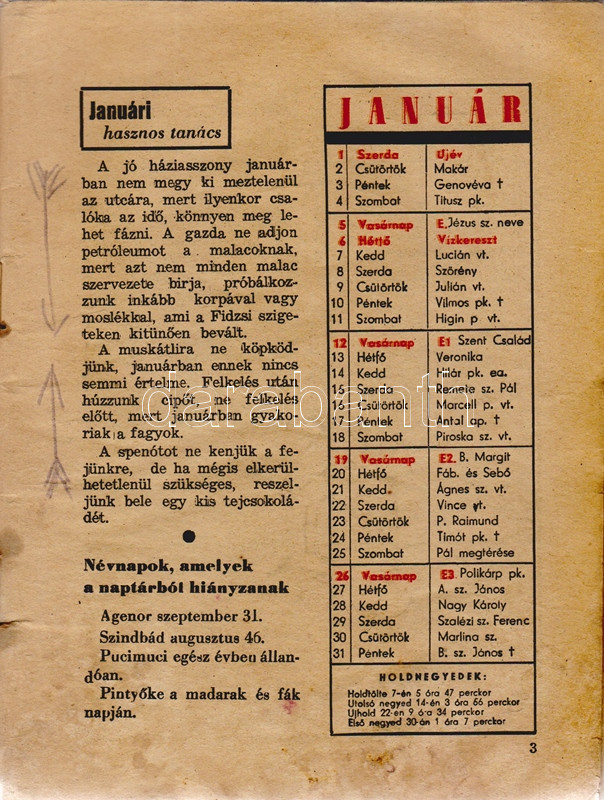 Januári
hasznos tanács
A jó háziasszony január-
ban nem megy ki meztelenül
az utcára, mert ilyenkor csa-
lóka az idő, könnyen meg le-
het fázni. A gazda ne adjon
petróleumot a malacoknak,
mert azt nem minden malac
szervezete birja, próbálkoz-
zunk inkább korpával vagy
moslékkal, ami a Fidzsi szige-
teken kitünően bevált.
A muskátlira ne köpköd-
jünk, januárban ennek nincs
semmi értelme. Felkelés után
húzzunk cipőt, ne felkelés
előtt, mert januárban gyako-
riak a fagyok.
A spenótot ne kenjük a fe-
jünkre, de ha mégis elkerül-
hetetlenül szükséges, reszel-
jünk bele egy kis tejcsokolá-
dét.
Névnapok, amelyek
a naptárból hiányzanak
Agenor szeptember 31.
Szindbád augusztus 46.
Pucimuci egész évben állan-
dóan.
Pintyőke a madarak és fák
napján.
JANUÁR
1 Szerda Ujév
2 Csütörtök Makár
3 Péntek Genovéva †
4 Szombat Titusz pk.
5 Vasárnap E. Jézus sz. neve
6 Hétfő Vízkereszt
7 Kedd Lucián vt.
8 Szerda Szörény
9 Csütörtök Julián vt.
10 Péntek Vilmos pk. †
11 Szombat Higin p vt.
12 Vasárnap E1 Szent Család
13 Hétfő Veronika
14 Kedd Hilár pk. ea.
15 Szerda Remete sz. Pál
16 Csütörtök Marcell p. vt.
17 Péntek Antal ap. †
18 Szombat Piroska sz. vt.
19 Vasárnap E2. B. Margit
20 Hétfő Fáb. és Sebő
21 Kedd. Ágnes sz. vt.
22 Szerda Vince vt.
23 Csütörtök P. Raimund
24 Péntek Timót pk. †
25 Szombat Pál megtérése
26 Vasárnap E3. Polikárp pk.
27 Hétfő A. sz. János
28 Kedd Nagy Károly
29 Szerda Szalézi sz. Ferenc
30 Csütörtök Martina sz.
31 Péntek B. sz. János †
HOLDNEGYEDEK:
Holdtölte 7-én 5 óra 47 perckor
Utolsó negyed 14-én 3 óra 56 perckor
Ujhold 22-en 9 óra 34 perckor
Első negyed 30-án 1 óra 7 perckor
3
darabanth